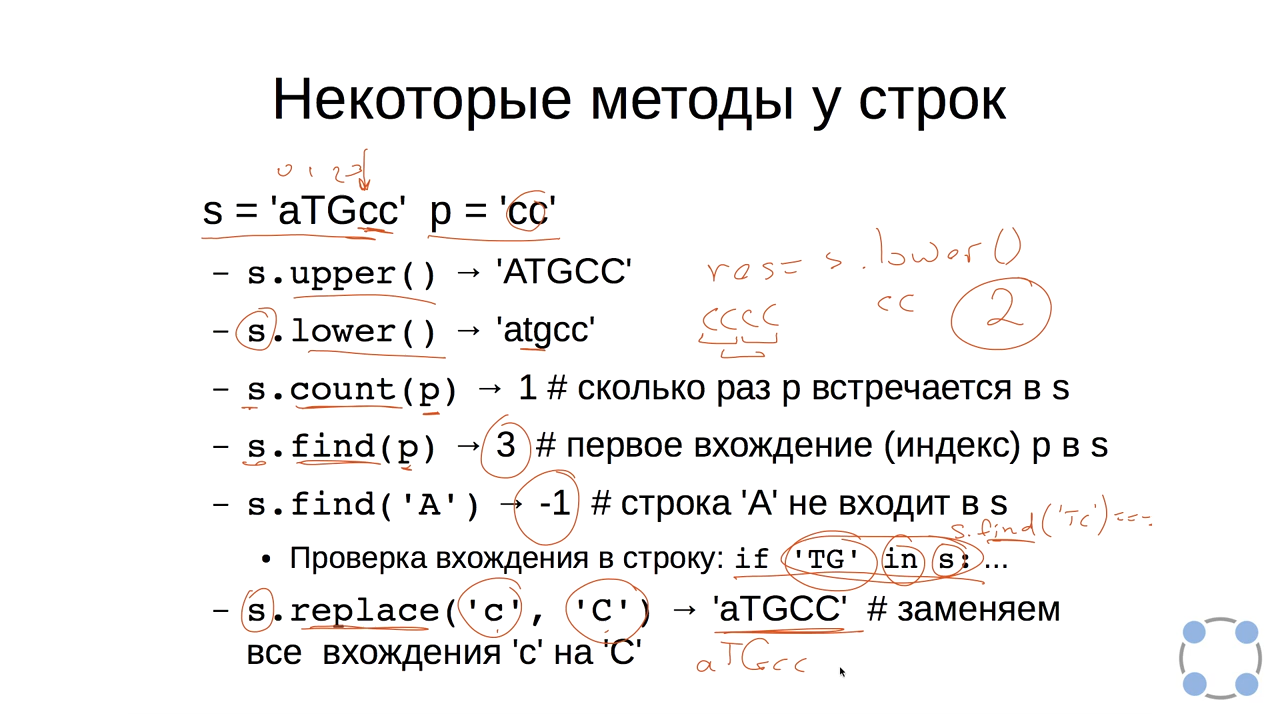 Некоторые методы у строк
0 1 2 3
s = 'aTGcc' p = 'cc'
res= s.lower()
– s.upper() → 'ATGCC'
cccc cc 2
– s.lower() → 'atgcc'
– s.count(p) → 1 # сколько раз p встречается в s
– s.find(p) → 3 # первое вхождение (индекс) p в s
– s.find('A') → -1 # строка 'A' не входит в s
s.find('Tc')
• Проверка вхождения в строку: if 'TG' in s: ...
– s.replace('c', 'C') → 'aTGCC' # заменяем
все вхождения 'c' на 'C'
aTGcc